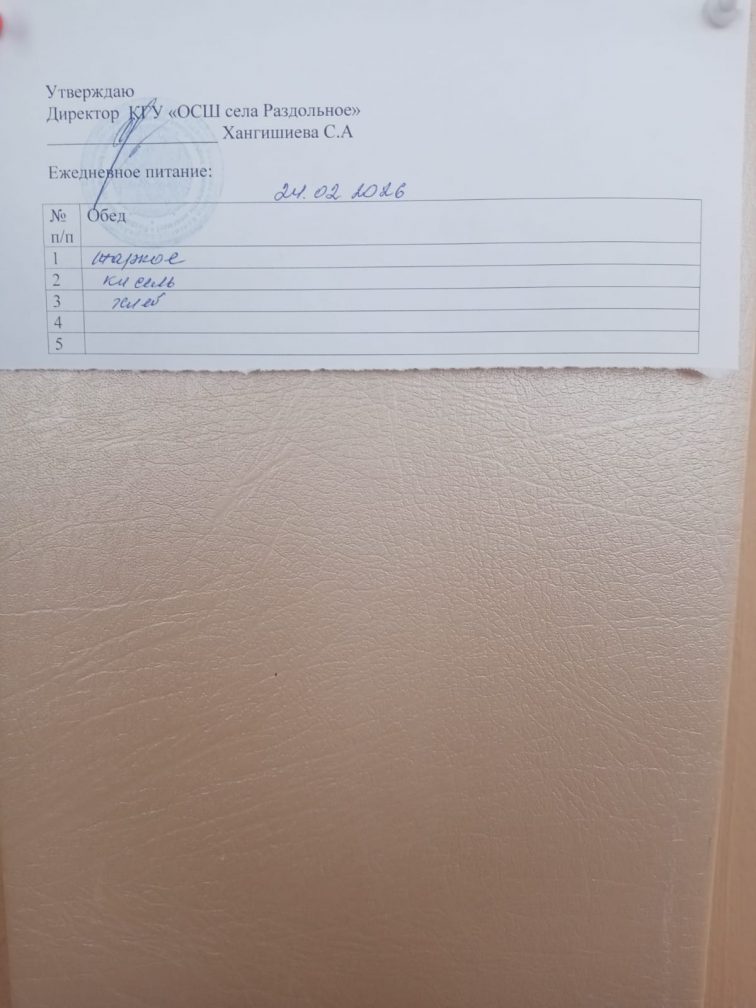 Утверждаю
Директор КГУ «ОСШ села Раздольное»
____________________ Хангишиева С.А
Ежедневное питание:
24.02 2026
№ п/п Обед
1 жаркое
2 кисель
3 хлеб
4
5